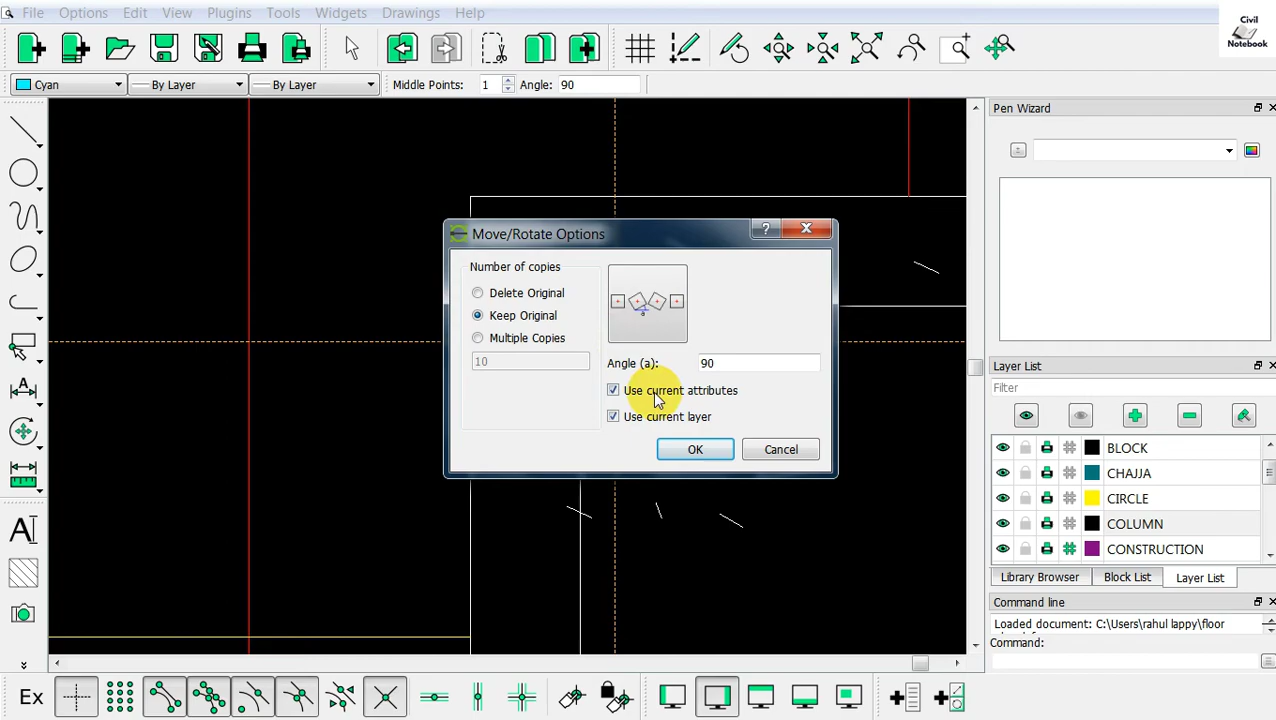 File Options Edit View Plugins Tools Widgets Drawings Help
Civil
Notebook
Cyan By Layer By Layer Middle Points: 1 Angle: 90
Pen Wizard
Move/Rotate Options
Number of copies
Delete Original
Keep Original
Multiple Copies
10
a
Angle (a): 90
Use current attributes
Use current layer
OK Cancel
Layer List
Filter
BLOCK
CHAJJA
CIRCLE
COLUMN
CONSTRUCTION
Library Browser Block List Layer List
Command line
Loaded document: C:\Users\rahul lappy\floor
Command:
A
A
Ex